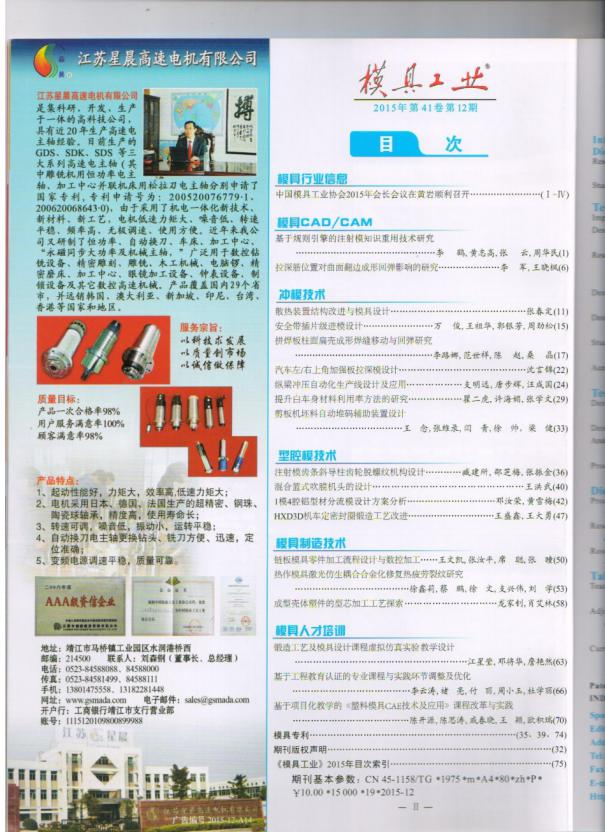 江苏星晨高速电机有限公司
江苏星晨高速电机有限公司
是集科研、开发、生产
于一体的高科技公司,
具有近20年生产高速电
主轴经验。目前生产的
GDS、SDK、SDS 等三
大系列高速电主轴(其
中雕铣机用恒功率电主
轴、加工中心并联机床用松拉刀电主轴分别申请了
国家专利,专利申请号为:200520076779·1,
200620068643·0)。由于采用了机电一体化新技术、
新材料、新工艺,电机低速力矩大、噪音低、转速
平稳、频率高、无极调速、使用方便。近年来我公
司又研制了恒功率、自动换刀、车床、加工中心、
“永磁同步大功率及机械主轴,”广泛用于数控钻
铣设备、精密雕刻、雕铣、木工机械、电脑锣、精
密磨床、加工中心、眼镜加工设备、钟表设备、制
领设备及其它数控高速机械。产品覆盖国内29个省
市,并远销韩国、澳大利亚、新加坡、印尼、台湾、
香港等国家和地区。
服务宗旨:
以科技求发展
以质量创市场
以诚信做保障
质量目标:
产品一次合格率98%
用户服务满意率100%
顾客满意率98%
产品特点:
1、起动性能好,力矩大,效率高,低速力矩大;
2、电机采用日本、德国、法国生产的超精密、钢珠、
陶瓷球轴承,精度高,使用寿命长;
3、转速可调,噪音低,振动小,运转平稳;
4、自动换刀电主轴更换钻头、铣刀方便、迅速,定
位准确;
5、变频电源调速平稳,质量可靠。
AAA级资信企业
地址:靖江市马桥镇工业园区水润港桥西
邮编:214500 联系人:刘森钢(董事长、总经理)
电话:0523-84588088、84588000
传真:0523-84581499、84588111
手机:13801475558、13182281448
网址:www.gsmada.com 电子邮件:sales@gsmada.com
开户行:工商银行靖江市支行营业部
账号:1115120109800899988
广告编号 2015-12-A14
模具工业®
2015年第41卷第12期
目 次
模具行业信息
中国模具工业协会2015年会长会议在黄岩顺利召开……………………(Ⅰ-Ⅳ)
模具CAD/CAM
基于规则引擎的注射模知识重用技术研究
……………………李 鹤,黄志高,张 云,周华民(1)
拉深筋位置对曲面翻边成形回弹影响的研究……………………李 军,王晓枫(6)
冲模技术
散热装置结构改进与模具设计……………………张春光(11)
安全带插片级进模设计……………………万 俊,王祖华,郭银芳,周劲松(15)
拼焊板柱面扁壳成形焊缝移动与回弹研究
……………………李路娜,范世祥,陈 赵,桑 晶(17)
汽车左/右上角加强板拉深模设计……………………沈言锦(22)
纵梁冲压自动化生产线设计及应用……………………支明远,唐步辉,汪成国(24)
提升白车身材料利用率方法的研究……………………瞿二虎,许海娟,张学文(29)
剪板机坯料自动堆码辅助装置设计
……………………王 念,张维录,闫 青,徐 帅,梁 健(33)
型腔模技术
注射模齿条斜导柱齿轮脱螺纹机构设计……………………臧建所,邵芝梅,张振金(36)
混合置式吹膜机头的设计……………………王洪武(40)
1模4腔铝型材分流模设计方案分析……………………邓汝荣,黄雪梅(42)
HXD3D机车定密封圈锻造工艺改进……………………王盛鑫,王大勇(47)
模具制造技术
链板模具零件加工流程设计与数控加工……王文凯,张汝平,席 聪,张 竣(50)
热作模具激光仿生耦合合金化修复热疲劳裂纹研究
……………………徐鑫莉,蔡 鹏,徐 文,支兴伟,刘 学(53)
成型壳体塑件的型芯加工工艺探索……………………龙家钊,肖艾林(58)
模具人才培训
锻造工艺及模具设计课程虚拟仿真实验教学设计
……………………江星莹,邓将华,詹艳然(63)
基于工程教育认证的专业课程与实践环节调整及优化
……………………李云涛,褚 亮,付 丽,周小玉,杜学丽(66)
基于项目化教学的《塑料模具CAE技术及应用》课程改革与实践
……………………陈开源,陈思涛,戚春晓,王 颖,欧积瑶(70)
模具专利……………………(35、39、74)
期刊版权声明……………………(32)
《模具工业》2015年目次索引……………………(75)
期刊基本参数:CN 45-1158/TG *1975*m*A4*80*zh*P*
¥10.00*15 000*19*2015-12
— Ⅱ —